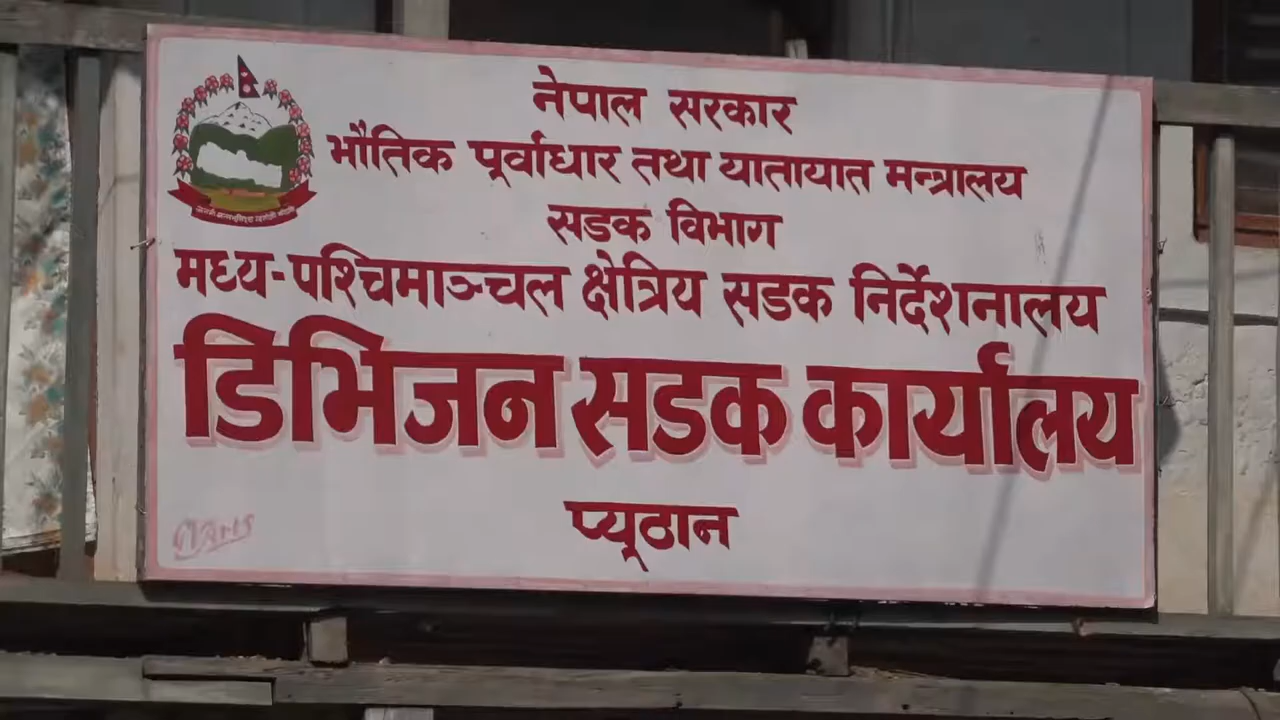 नेपाल सरकार
भौतिक पूर्वाधार तथा यातायात मन्त्रालय
सडक विभाग
मध्य-पश्चिमाञ्चल क्षेत्रिय सडक निर्देशनालय
डिभिजन सडक कार्यालय
प्यूठान